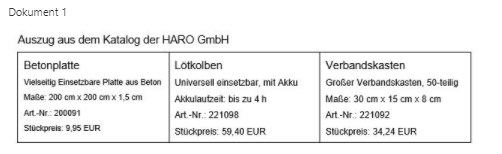 Dokument 1
Auszug aus dem Katalog der HARO GmbH
Betonplatte
Vielseitig Einsetzbare Platte aus Beton
Maße: 200 cm x 200 cm x 1,5 cm
Art.-Nr.: 200091
Stückpreis: 9,95 EUR
Lötkolben
Universell einsetzbar, mit Akku
Akkulaufzeit: bis zu 4 h
Art.-Nr.: 221098
Stückpreis: 59,40 EUR
Verbandskasten
Großer Verbandskasten, 50-teilig
Maße: 30 cm x 15 cm x 8 cm
Art.-Nr.: 221092
Stückpreis: 34,24 EUR